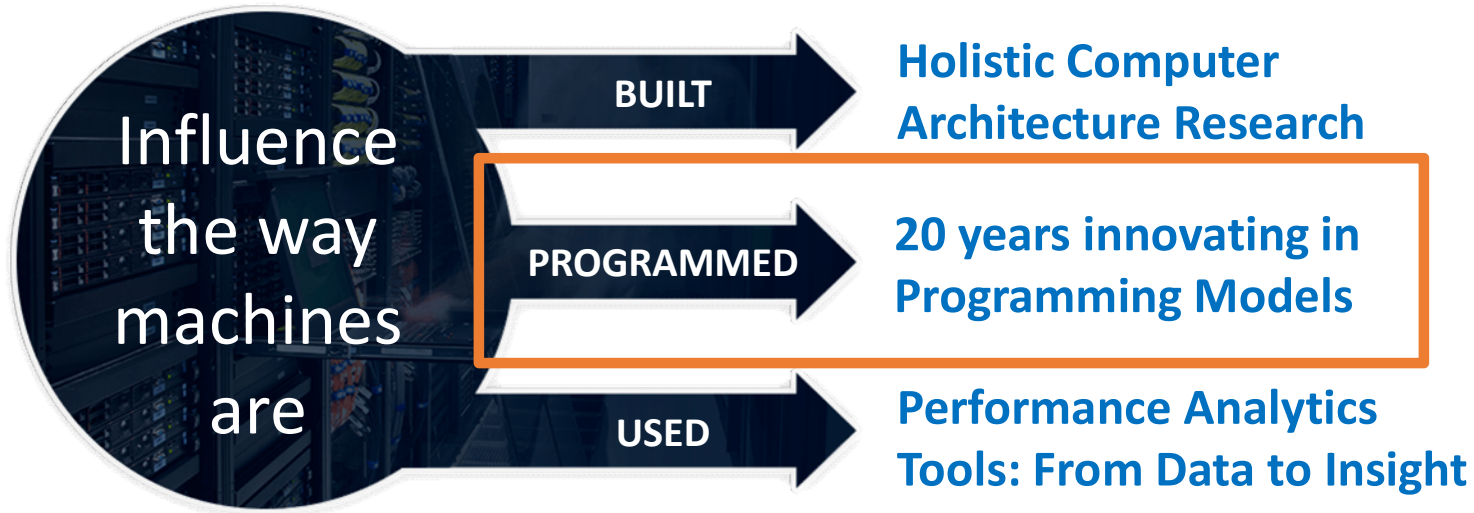 Influence
the way
machines
are
BUILT
Holistic Computer
Architecture Research
PROGRAMMED
20 years innovating in
Programming Models
USED
Performance Analytics
Tools: From Data to Insight